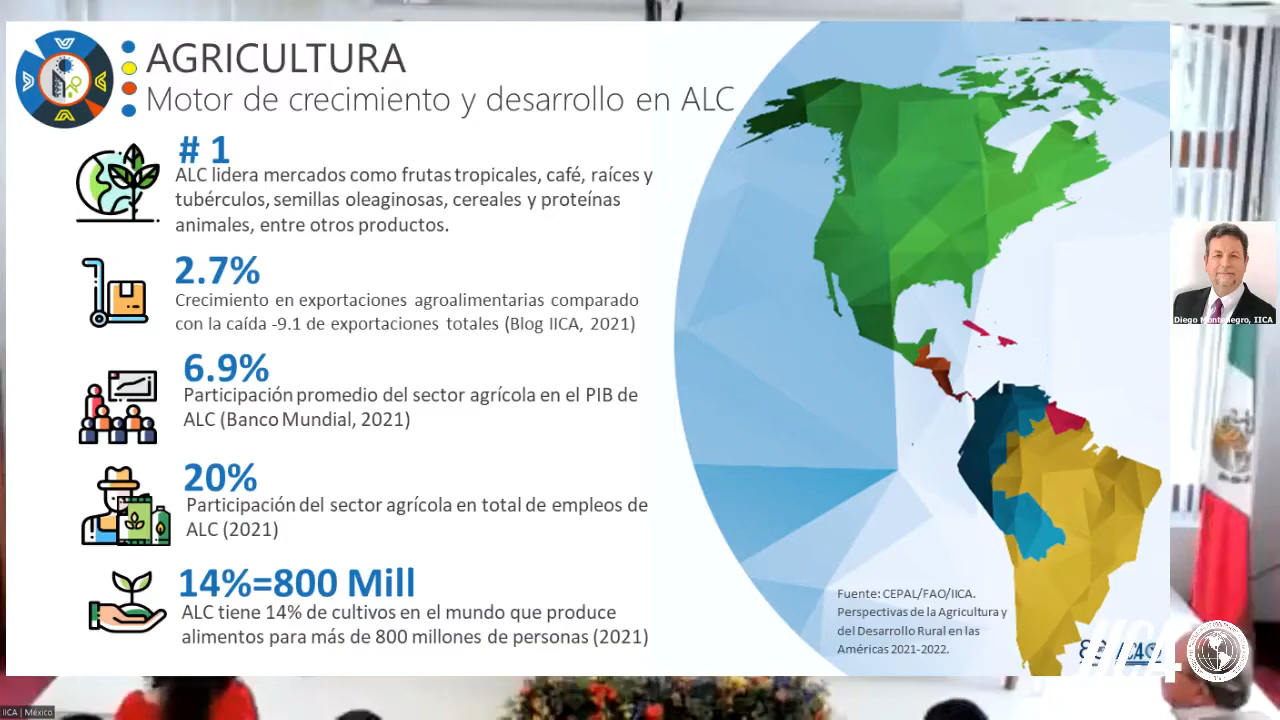 AGRICULTURA
Motor de crecimiento y desarrollo en ALC
# 1
ALC lidera mercados como frutas tropicales, café, raíces y
tubérculos, semillas oleaginosas, cereales y proteínas
animales, entre otros productos.
2.7%
Crecimiento en exportaciones agroalimentarias comparado
con la caída -9.1 de exportaciones totales (Blog IICA, 2021)
6.9%
Participación promedio del sector agrícola en el PIB de
ALC (Banco Mundial, 2021)
20%
Participación del sector agrícola en total de empleos de
ALC (2021)
14%=800 Mill
ALC tiene 14% de cultivos en el mundo que produce
alimentos para más de 800 millones de personas (2021)
Fuente: CEPAL/FAO/IICA.
Perspectivas de la Agricultura y
del Desarrollo Rural en las
Américas 2021-2022.
Diego Montenegro, IICA
IICA
IICA | México